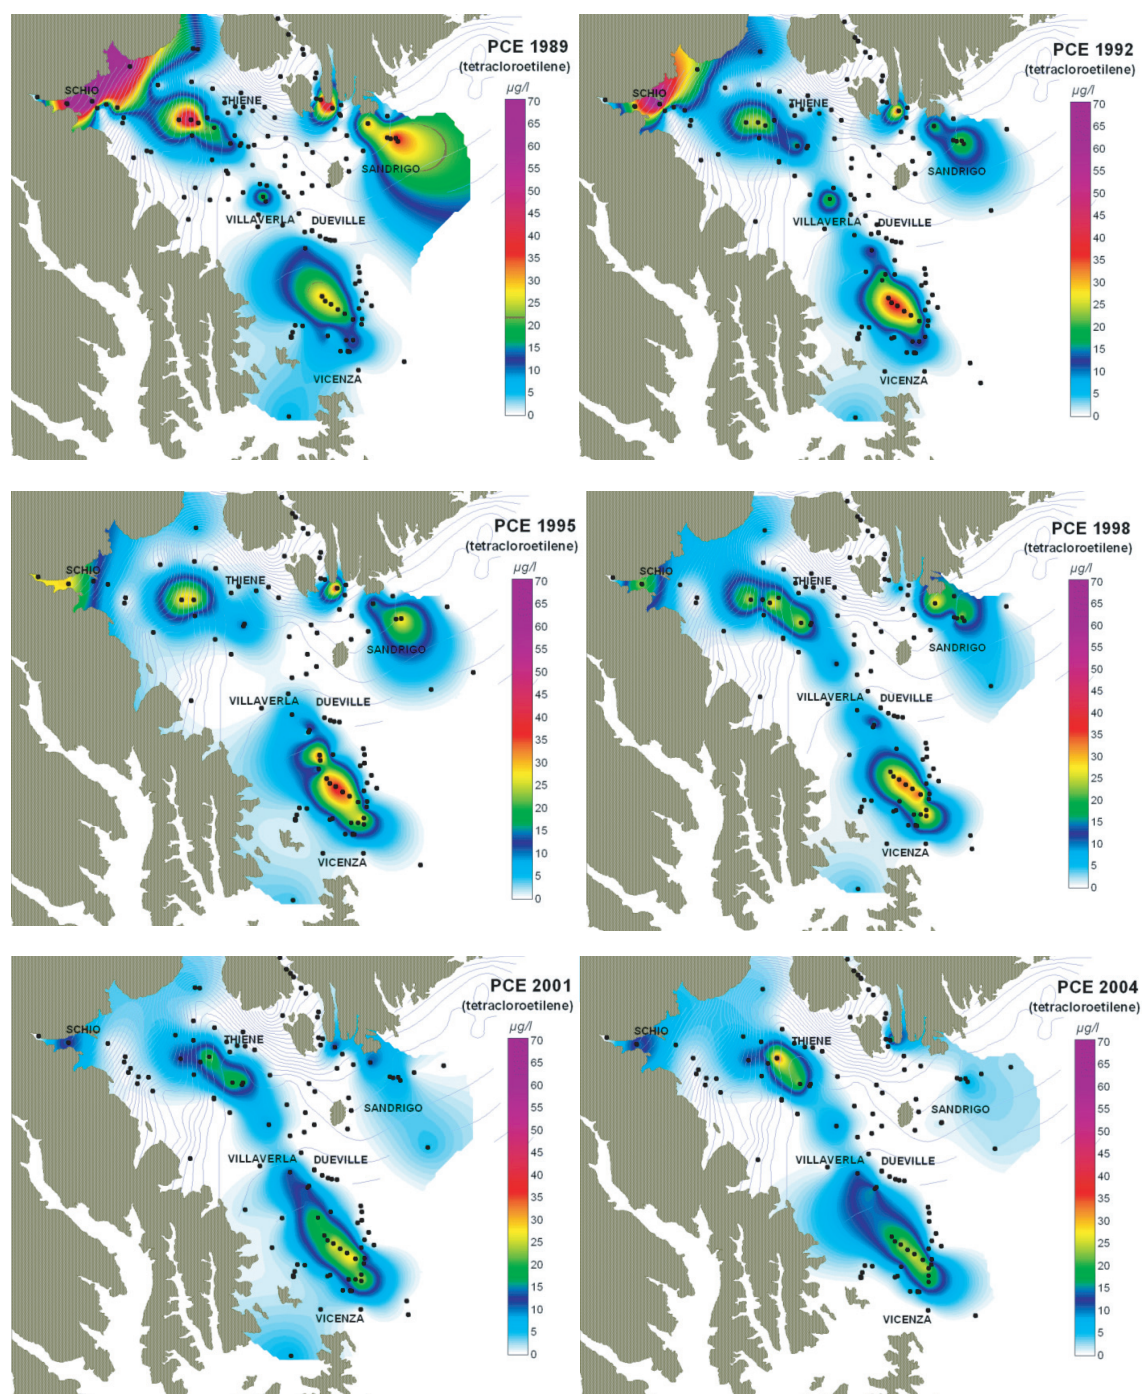 PCE 1989
(tetracloroetilene)
µg/l
70
65
60
55
50
45
40
35
30
25
20
15
10
5
0
SCHIO
THIENE
SANDRIGO
VILLAVERLA
DUEVILLE
VICENZA
PCE 1992
(tetracloroetilene)
µg/l
70
65
60
55
50
45
40
35
30
25
20
15
10
5
0
SCHIO
THIENE
SANDRIGO
VILLAVERLA
DUEVILLE
VICENZA
PCE 1995
(tetracloroetilene)
µg/l
70
65
60
55
50
45
40
35
30
25
20
15
10
5
0
SCHIO
THIENE
SANDRIGO
VILLAVERLA
DUEVILLE
VICENZA
PCE 1998
(tetracloroetilene)
µg/l
70
65
60
55
50
45
40
35
30
25
20
15
10
5
0
SCHIO
THIENE
SANDRIGO
VILLAVERLA
DUEVILLE
VICENZA
PCE 2001
(tetracloroetilene)
µg/l
70
65
60
55
50
45
40
35
30
25
20
15
10
5
0
SCHIO
THIENE
SANDRIGO
VILLAVERLA
DUEVILLE
VICENZA
PCE 2004
(tetracloroetilene)
µg/l
70
65
60
55
50
45
40
35
30
25
20
15
10
5
0
SCHIO
THIENE
SANDRIGO
VILLAVERLA
DUEVILLE
VICENZA